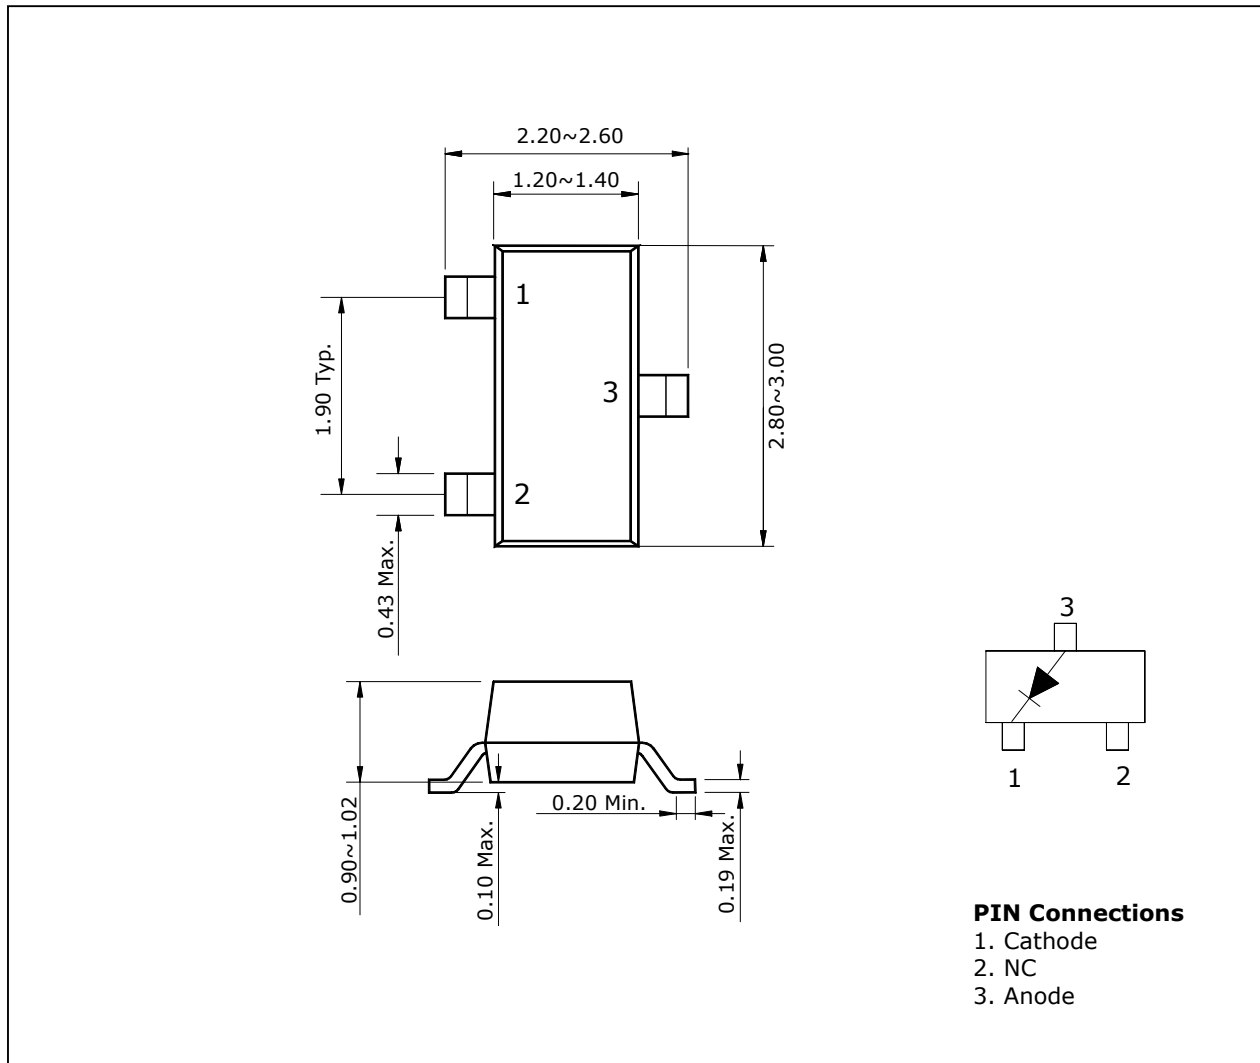 2.20~2.60
1.20~1.40
1
1.90 Typ.
3
2.80~3.00
2
0.43 Max.
0.90~1.02
0.10 Max.
0.20 Min.
0.19 Max.
3
1
2
PIN Connections
1. Cathode
2. NC
3. Anode